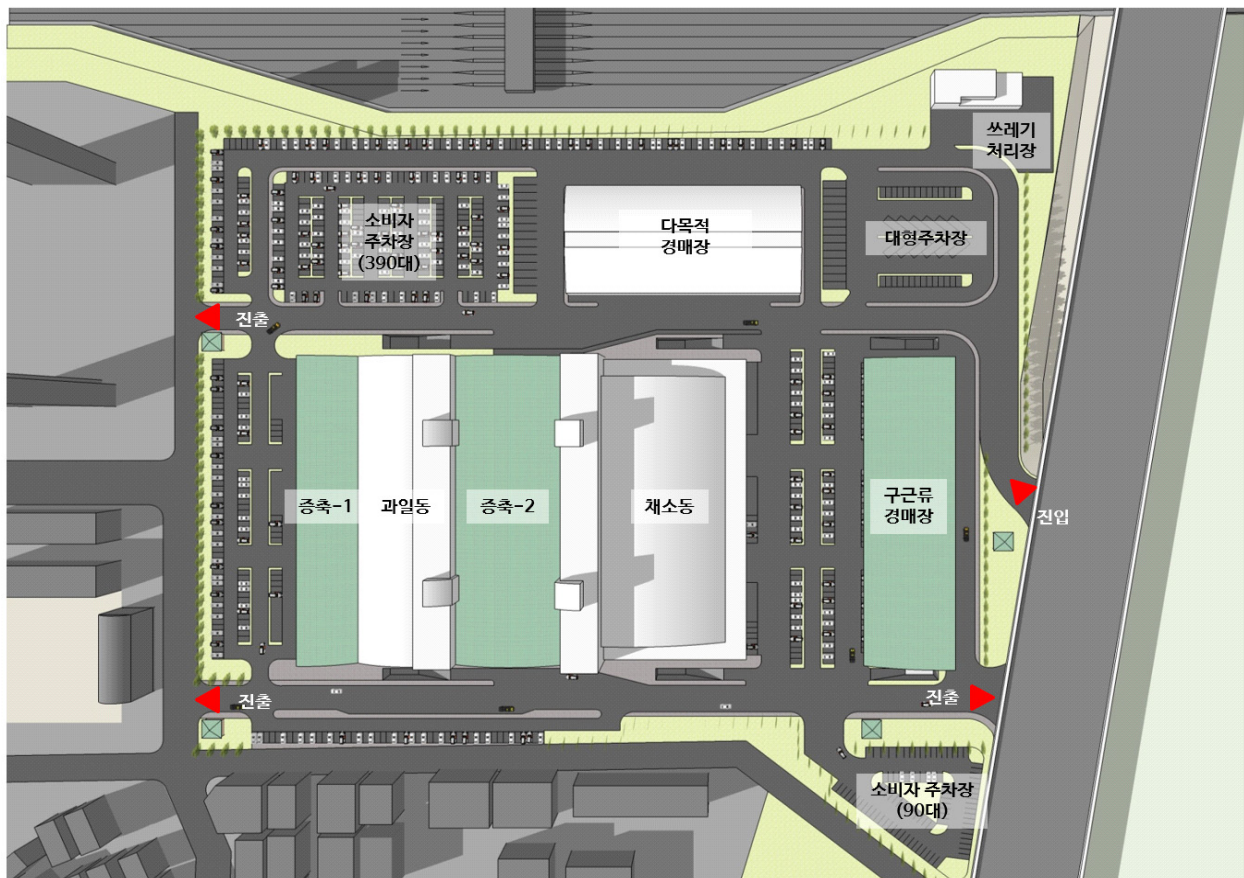 쓰레기
처리장
소비자
주차장
(390대)
다목적
경매장
대형주차장
진출
증축-1
과일동
증축-2
채소동
구근류
경매장
진입
진출
진출
소비자 주차장
(90대)